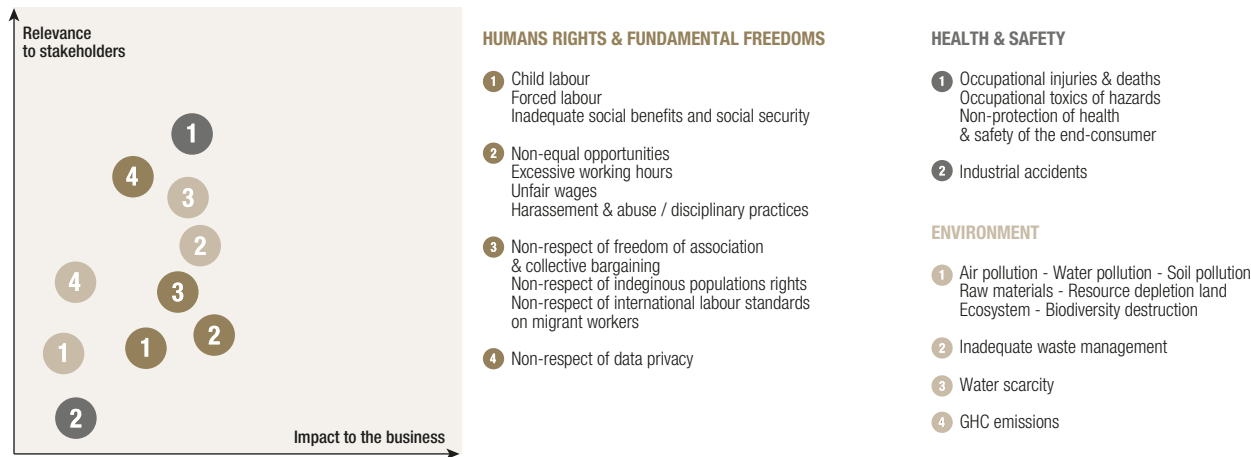 Relevance
to stakeholders
1
4
3
2
4
3
2
1
1
2
Impact to the business
HUMANS RIGHTS & FUNDAMENTAL FREEDOMS
1 Child labour
Forced labour
Inadequate social benefits and social security
2 Non-equal opportunities
Excessive working hours
Unfair wages
Harassement & abuse / disciplinary practices
3 Non-respect of freedom of association
& collective bargaining
Non-respect of indeginous populations rights
Non-respect of international labour standards
on migrant workers
4 Non-respect of data privacy
HEALTH & SAFETY
1 Occupational injuries & deaths
Occupational toxics of hazards
Non-protection of health
& safety of the end-consumer
2 Industrial accidents
ENVIRONMENT
1 Air pollution - Water pollution - Soil pollution
Raw materials - Resource depletion land
Ecosystem - Biodiversity destruction
2 Inadequate waste management
3 Water scarcity
4 GHC emissions